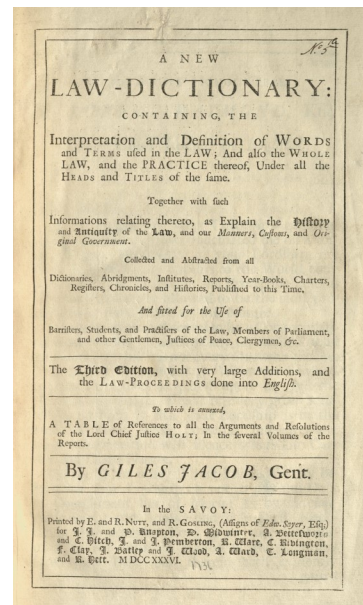 No. 5th
A NEW
LAW-DICTIONARY:
CONTAINING, THE
Interpretation and Definition of WORDS
and TERMS uſed in the LAW; And alſo the WHOLE
LAW, and the PRACTICE thereof, Under all the
HEADS and TITLES of the ſame.
Together with ſuch
Informations relating thereto, as Explain the Hiſtory
and Antiquity of the Law, and our Manners, Cuſtoms, and Ori-
ginal Government.
Collected and Abſtracted from all
Dictionaries, Abridgments, Inſtitutes, Reports, Year-Books, Charters,
Regiſters, Chronicles, and Hiſtories, Publiſhed to this Time.
And fitted for the Uſe of
Barriſters, Students, and Practiſers of the Law, Members of Parliament,
and other Gentlemen, Juſtices of Peace, Clergymen, &c.
The Third Edition, with very large Additions, and
the LAW-PROCEEDINGS done into Engliſh.
To which is annexed,
A TABLE of References to all the Arguments and Reſolutions
of the Lord Chief Juſtice HOLT; In the ſeveral Volumes of the
Reports.
By GILES JACOB, Gent.
In the SAVOY:
Printed by E. and R. NUTT, and R. GOSLING, (Aſſigns of Edw. Sayer, Eſq;)
for J. J. and P. Knapton, D. Midwinter, A. Betteſworth
and C. Hitch, J. and J. Pemberton, R. Ware, C. Rivington,
F. Clay, J. Batley and J. Wood, A. Ward, T. Longman,
and R. Hett. M DCC XXXVI.
1736